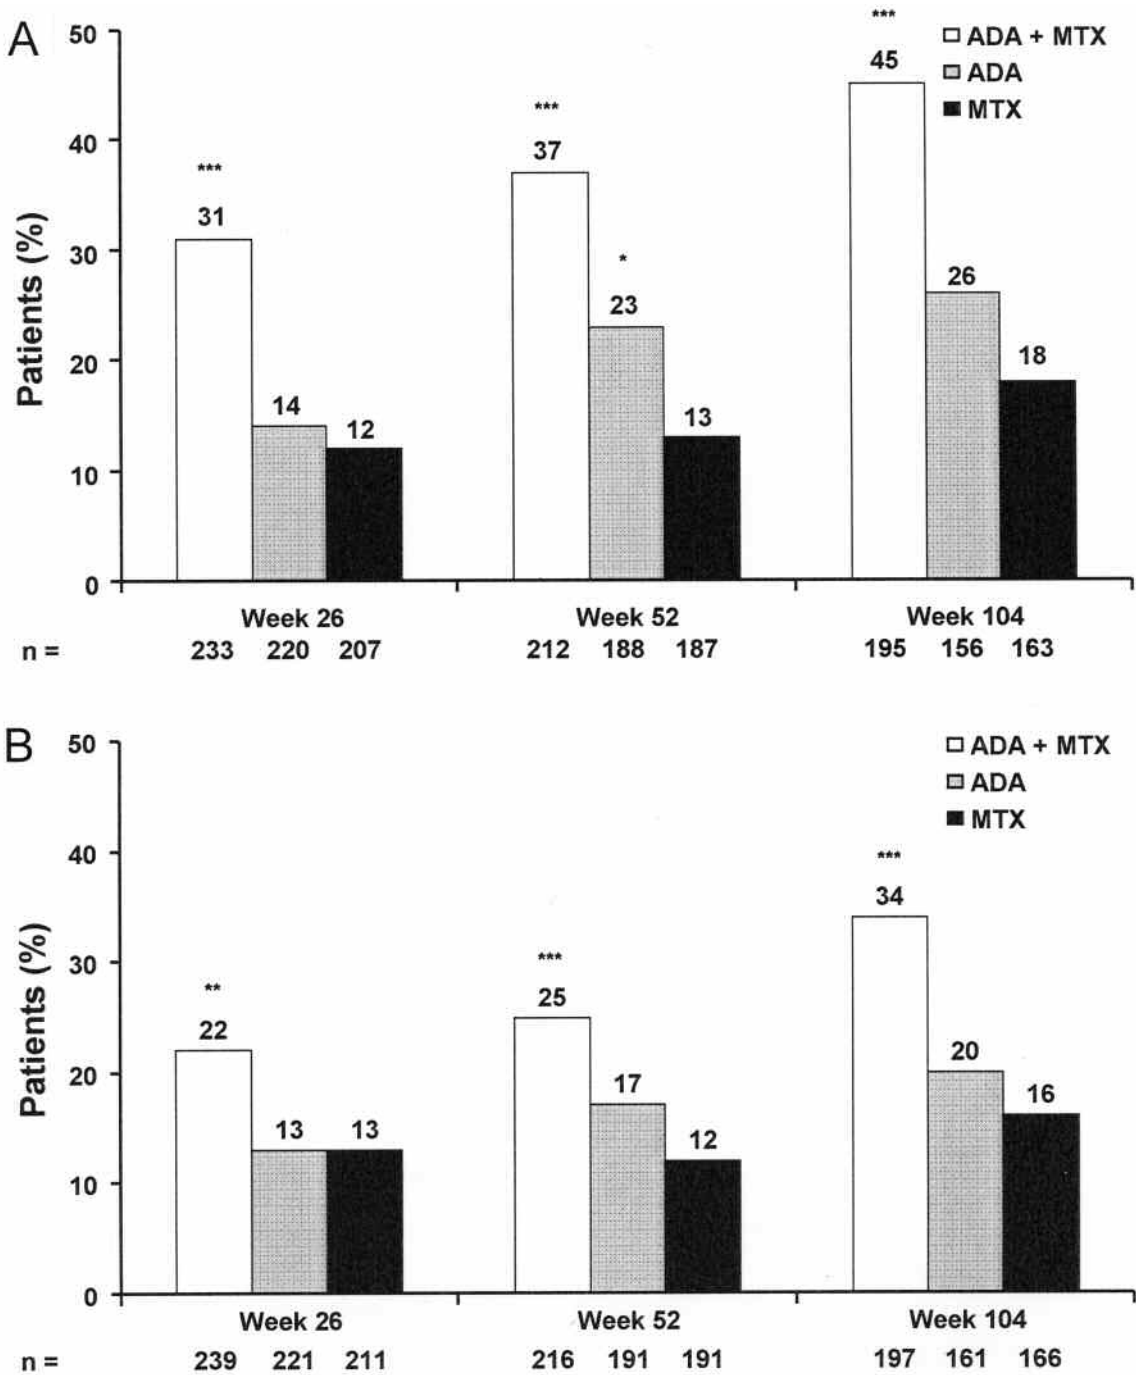 A
50
***
45
ADA + MTX
ADA
MTX
***
37
40
***
31
30
*
23
26
20
18
14
12
13
10
0
Patients (%)
Week 26 Week 52 Week 104
n = 233 220 207 212 188 187 195 156 163
B
50
ADA + MTX
ADA
MTX
40
***
34
30
***
25
**
22
20
20
17
16
13 13
12
10
0
Patients (%)
Week 26 Week 52 Week 104
n = 239 221 211 216 191 191 197 161 166